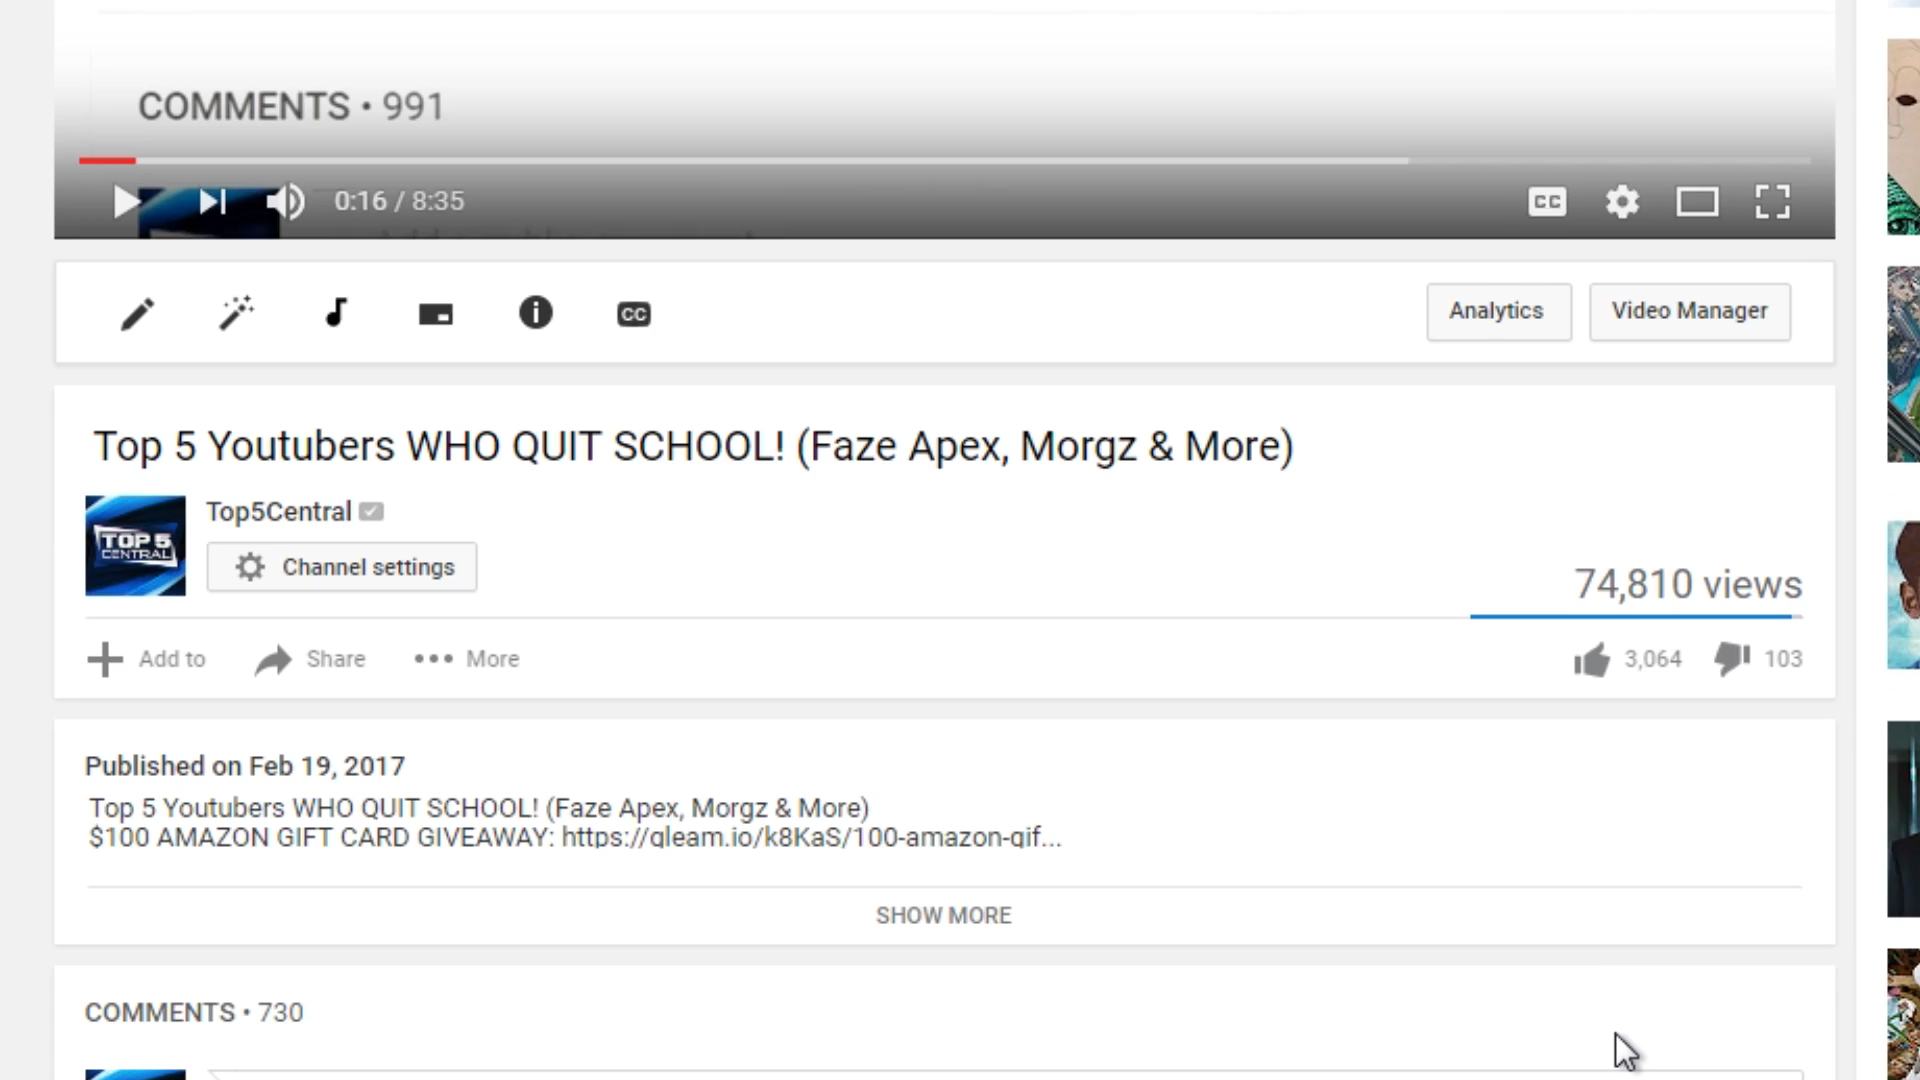 COMMENTS • 991
0:16 / 8:35
CC
CC
Analytics
Video Manager
Top 5 Youtubers WHO QUIT SCHOOL! (Faze Apex, Morgz & More)
TOP 5
CENTRAL
Top5Central
Channel settings
74,810 views
Add to
Share
More
3,064
103
Published on Feb 19, 2017
Top 5 Youtubers WHO QUIT SCHOOL! (Faze Apex, Morgz & More)
$100 AMAZON GIFT CARD GIVEAWAY: https://gleam.io/k8KaS/100-amazon-gif...
SHOW MORE
COMMENTS • 730